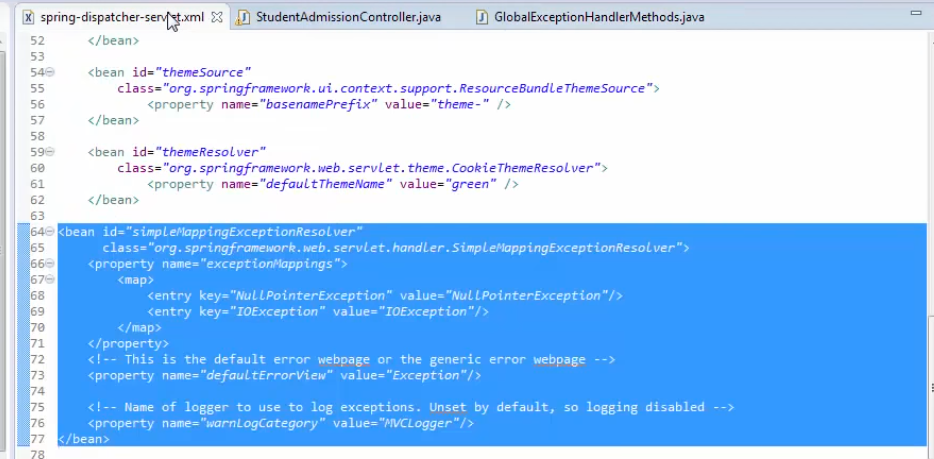 spring-dispatcher-servlet.xml StudentAdmissionController.java GlobalExceptionHandlerMethods.java
52 </bean>
53
54 <bean id="themeSource"
55 class="org.springframework.ui.context.support.ResourceBundleThemeSource">
56 <property name="basenamePrefix" value="theme-" />
57 </bean>
58
59 <bean id="themeResolver"
60 class="org.springframework.web.servlet.theme.CookieThemeResolver">
61 <property name="defaultThemeName" value="green" />
62 </bean>
63
64 <bean id="simpleMappingExceptionResolver"
65 class="org.springframework.web.servlet.handler.SimpleMappingExceptionResolver">
66 <property name="exceptionMappings">
67 <map>
68 <entry key="NullPointerException" value="NullPointerException"/>
69 <entry key="IOException" value="IOException"/>
70 </map>
71 </property>
72 <!-- This is the default error webpage or the generic error webpage -->
73 <property name="defaultErrorView" value="Exception"/>
74
75 <!-- Name of logger to use to log exceptions. Unset by default, so logging disabled -->
76 <property name="warnLogCategory" value="MVCLogger"/>
77 </bean>
78